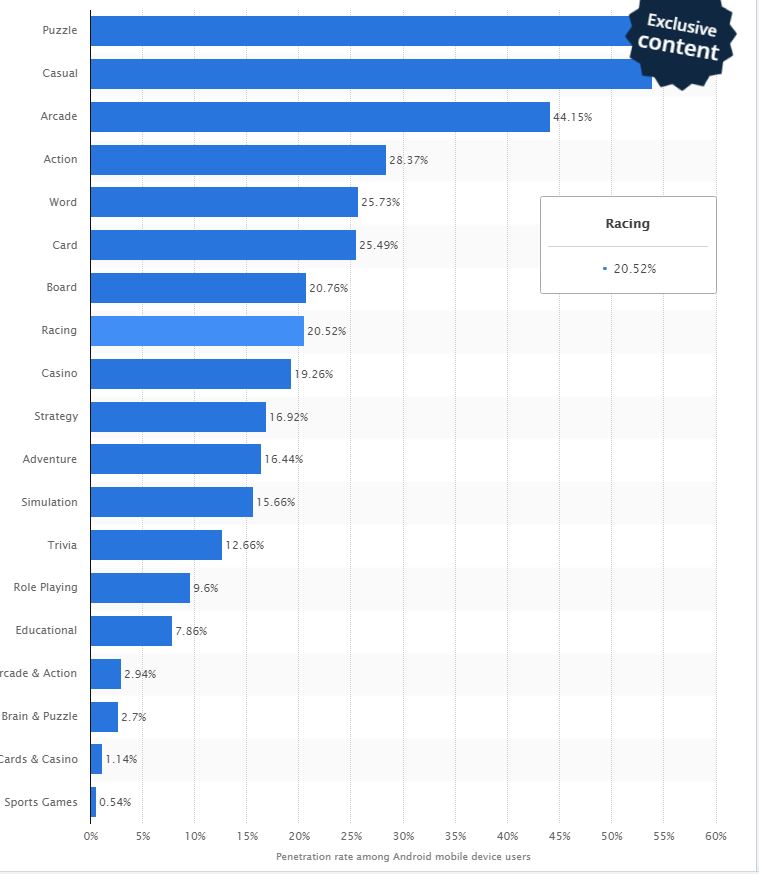 Exclusive
content
Puzzle
Casual
Arcade 44.15%
Action 28.37%
Word 25.73%
Card 25.49%
Board 20.76%
Racing 20.52%
Casino 19.26%
Strategy 16.92%
Adventure 16.44%
Simulation 15.66%
Trivia 12.66%
Role Playing 9.6%
Educational 7.86%
rcade & Action 2.94%
Brain & Puzzle 2.7%
Cards & Casino 1.14%
Sports Games 0.54%
Racing
20.52%
0% 5% 10% 15% 20% 25% 30% 35% 40% 45% 50% 55% 60%
Penetration rate among Android mobile device users